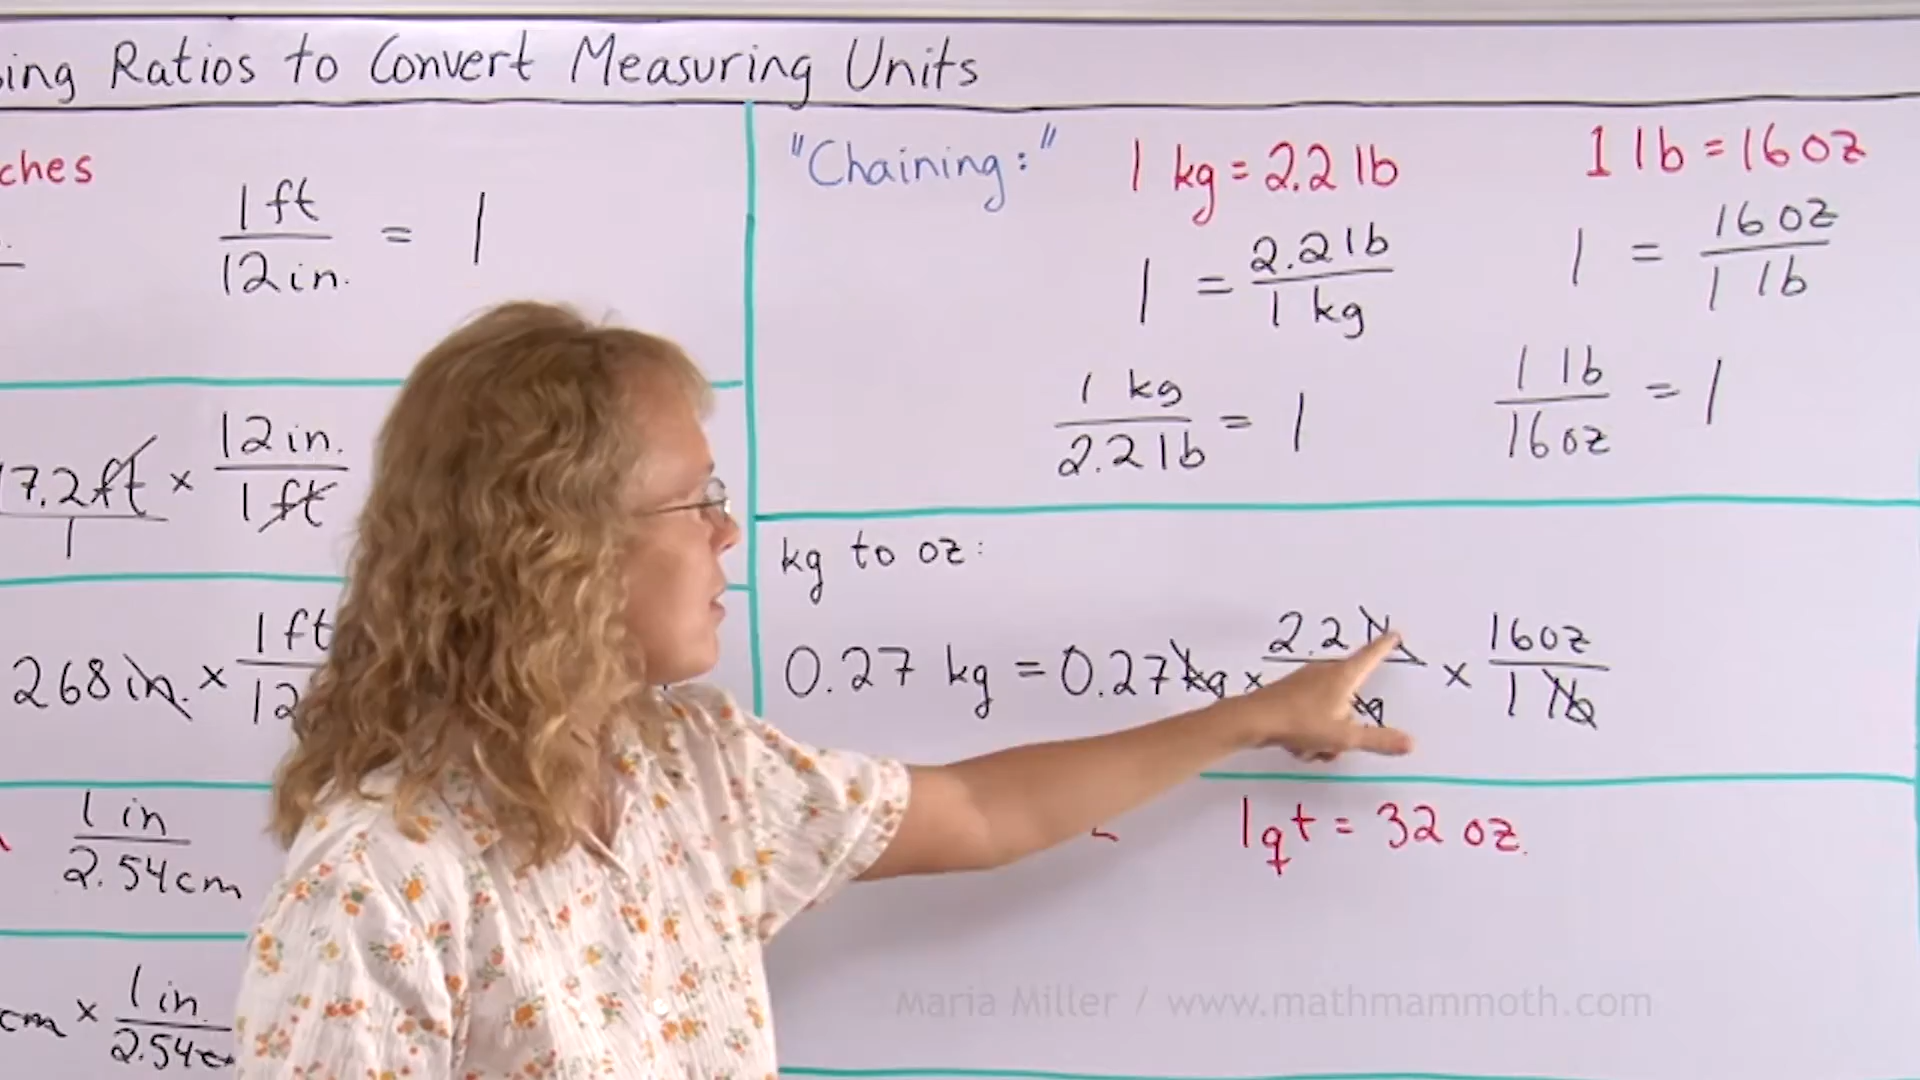 ing Ratios to Convert Measuring Units
ches
1 ft
12 in.
= 1
7.2 ft
1
×
12 in.
1 ft
268 in. ×
1 ft
12
1 in
2.54 cm
cm ×
1 in.
2.54 c
"Chaining:"
1 kg = 2.2 lb
1 lb = 16 oz
1 =
2.2 lb
1 kg
1 =
16 oz
1 lb
1 kg
2.2 lb
= 1
1 lb
16 oz
= 1
kg to oz:
0.27 kg = 0.27 kg ×
2.2 lb
g
×
16 oz
1 lb
1 qt = 32 oz.
Maria Miller / www.mathmammoth.com